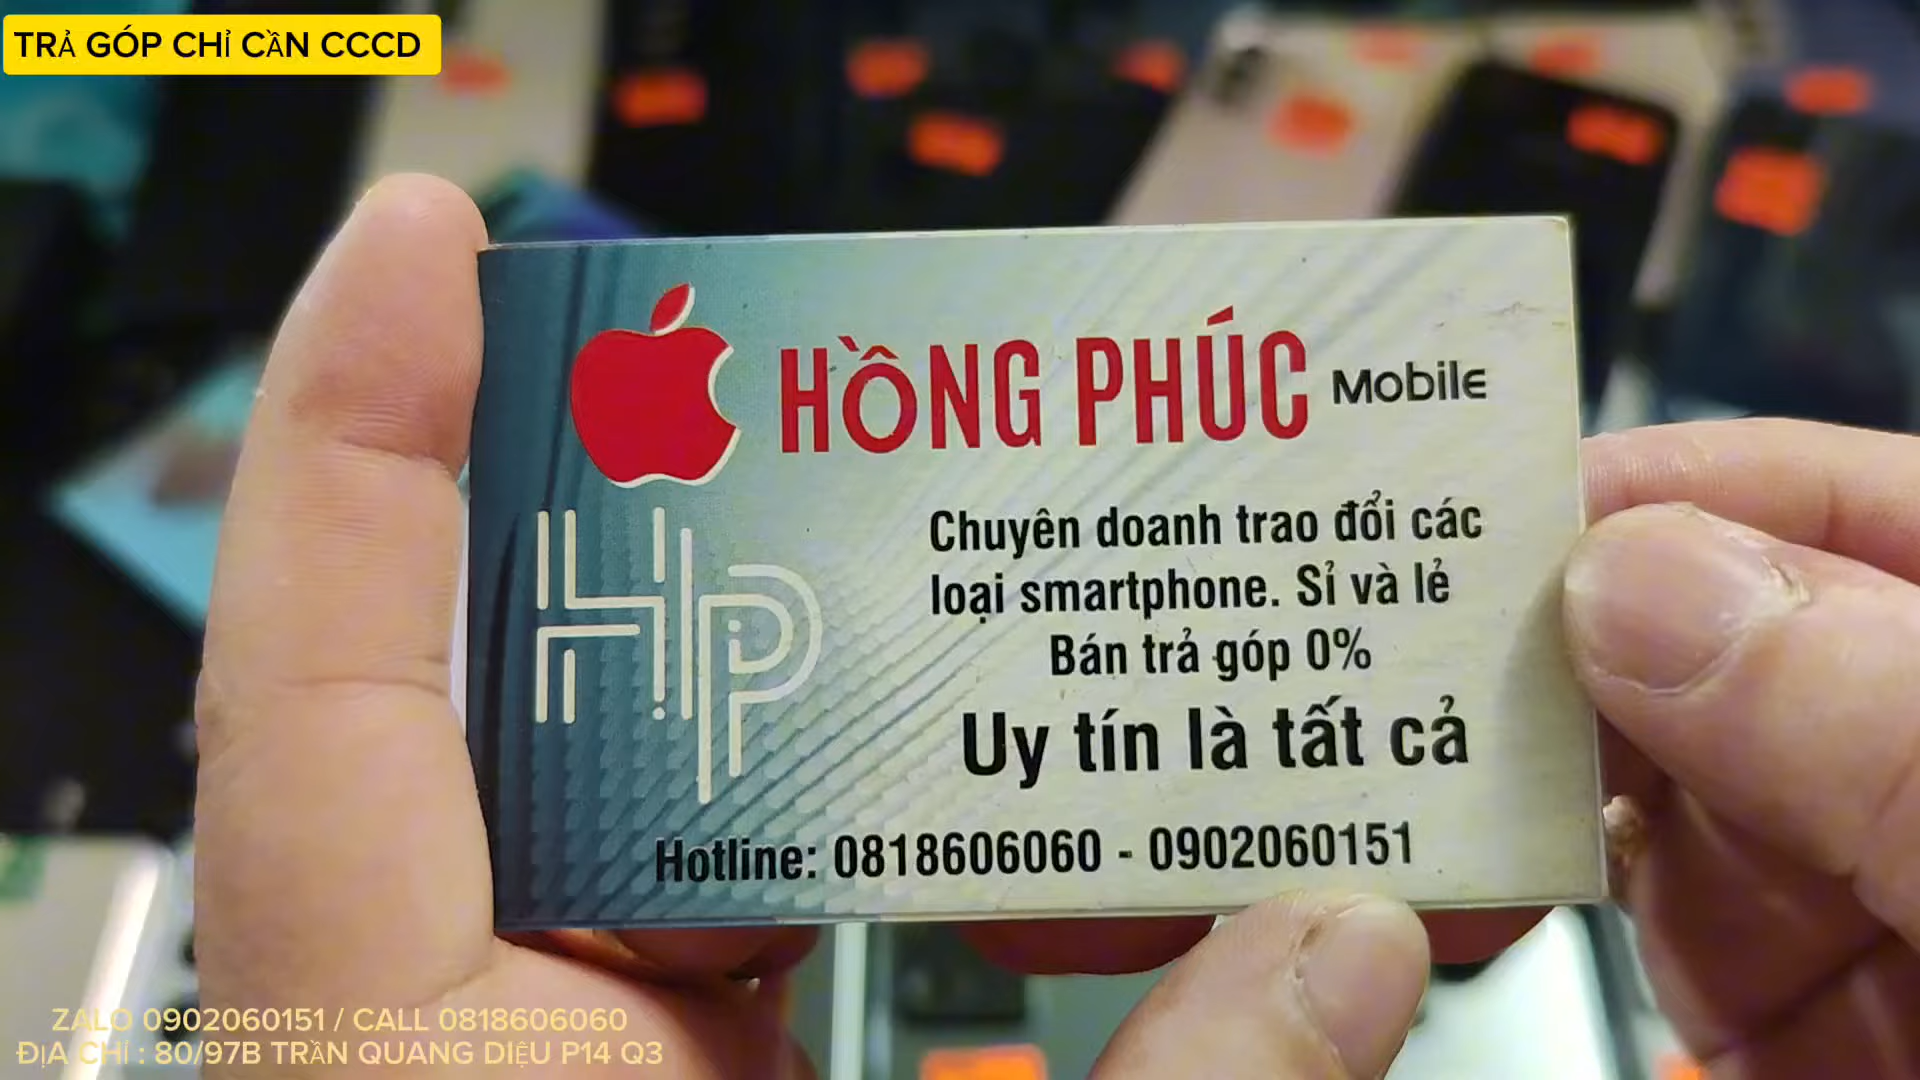 TRẢ GÓP CHỈ CẦN CCCD
HỒNG PHÚC Mobile
HP
Chuyên doanh trao đổi các
loại smartphone. Sỉ và lẻ
Bán trả góp 0%
Uy tín là tất cả
Hotline: 0818606060 - 0902060151
ZALO 0902060151 / CALL 0818606060
ĐỊA CHỈ : 80/97B TRẦN QUANG DIỆU P14 Q3